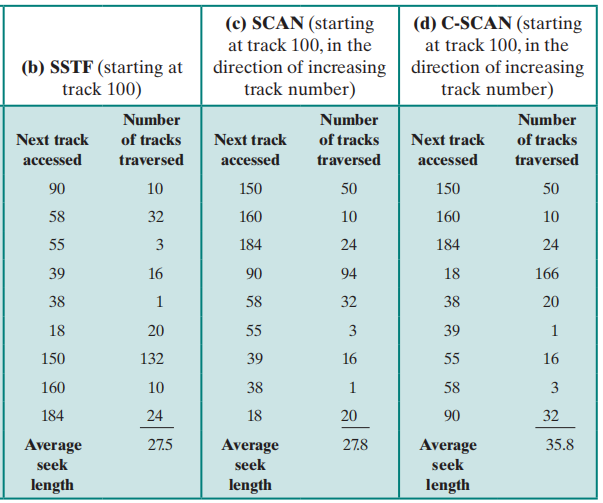 (b) SSTF (starting at
track 100)
(c) SCAN (starting
at track 100, in the
direction of increasing
track number)
(d) C-SCAN (starting
at track 100, in the
direction of increasing
track number)
Next track
accessed
Number
of tracks
traversed
Next track
accessed
Number
of tracks
traversed
Next track
accessed
Number
of tracks
traversed
90 10 150 50 150 50
58 32 160 10 160 10
55 3 184 24 184 24
39 16 90 94 18 166
38 1 58 32 38 20
18 20 55 3 39 1
150 132 39 16 55 16
160 10 38 1 58 3
184 24 18 20 90 32
Average
seek
length
27.5
Average
seek
length
27.8
Average
seek
length
35.8